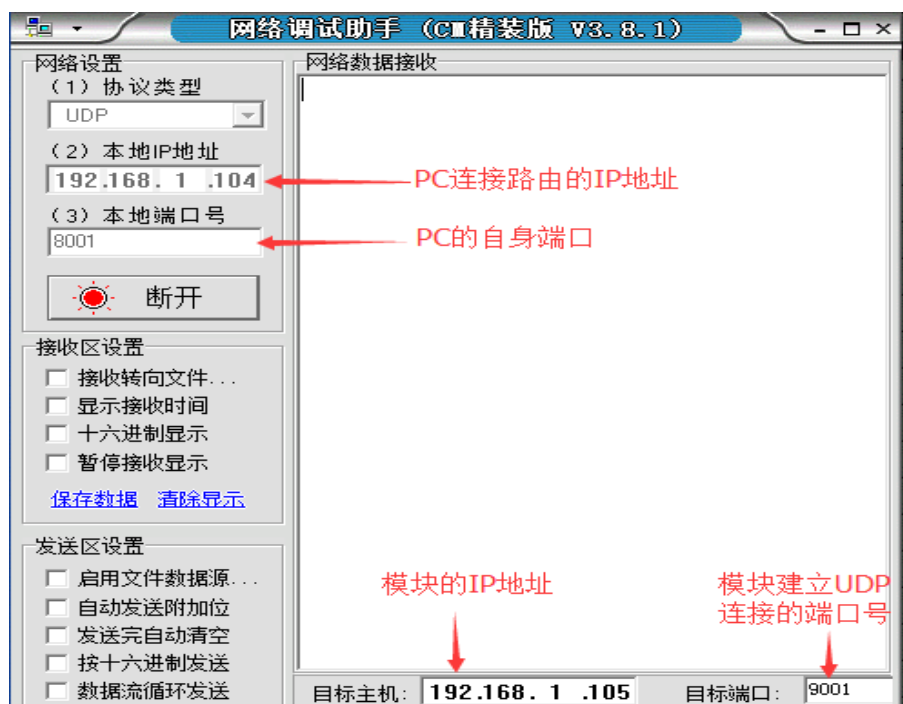 网络调试助手 (CM精装版 V3.8.1)
网络设置
(1) 协议类型
UDP
(2) 本地IP地址
192.168. 1 .104
(3) 本地端口号
8001
断开
接收区设置
接收转向文件...
显示接收时间
十六进制显示
暂停接收显示
保存数据 清除显示
发送区设置
启用文件数据源...
自动发送附加位
发送完自动清空
按十六进制发送
数据流循环发送
网络数据接收
PC连接路由的IP地址
PC的自身端口
模块的IP地址
模块建立UDP
连接的端口号
目标主机: 192.168. 1 .105
目标端口: 9001